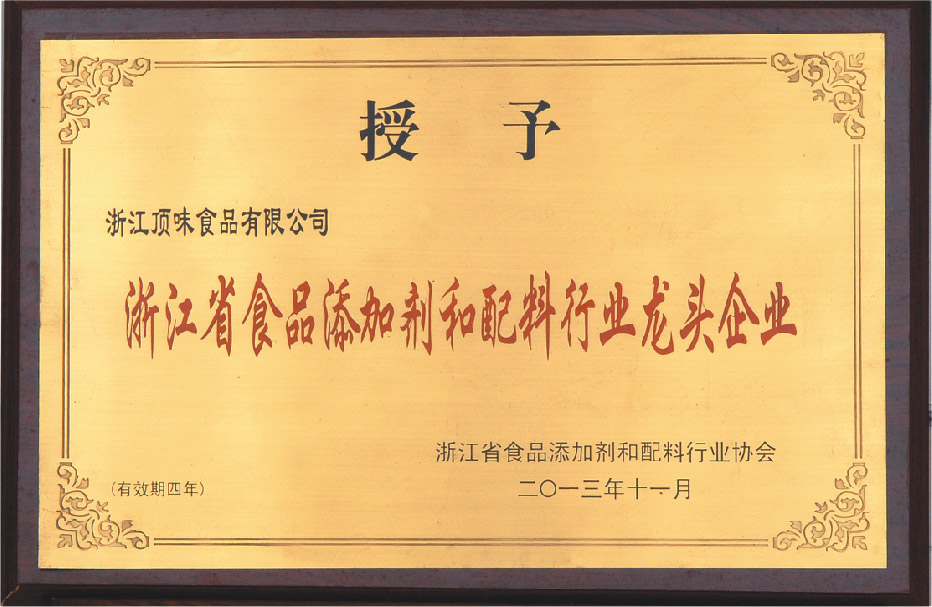 授予
浙江顶味食品有限公司
浙江省食品添加剂和配料行业龙头企业
浙江省食品添加剂和配料行业协会
(有效期四年)
二〇一三年十一月